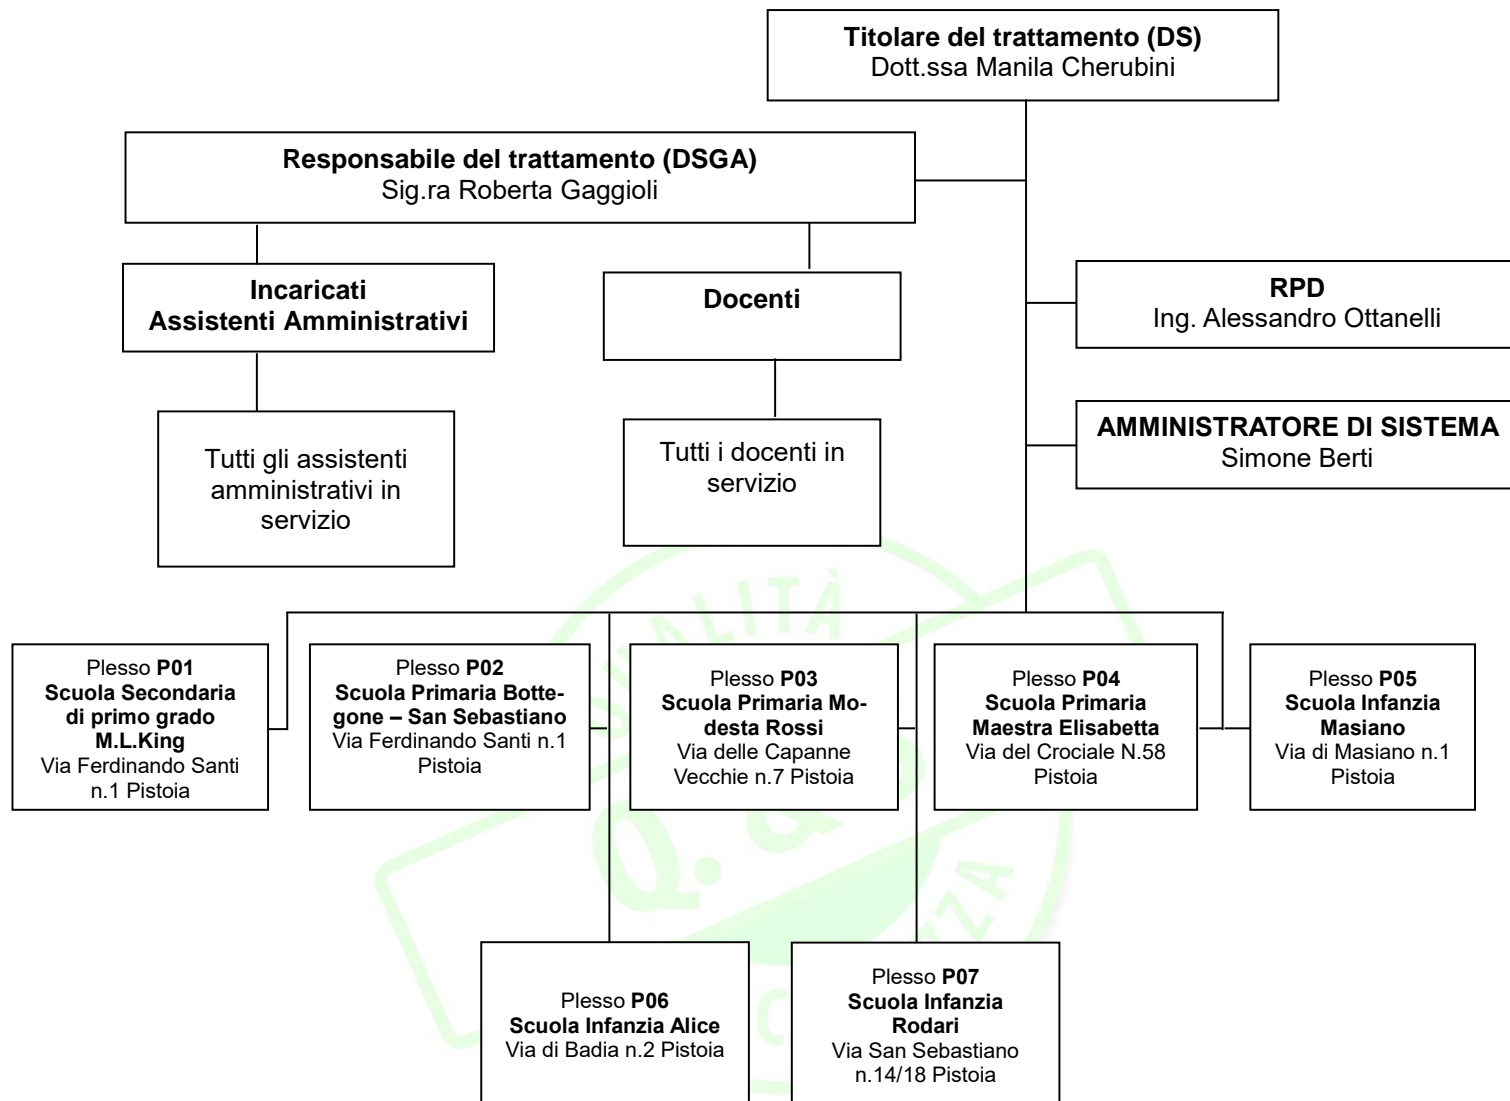 Titolare del trattamento (DS)
Dott.ssa Manila Cherubini
Responsabile del trattamento (DSGA)
Sig.ra Roberta Gaggioli
Incaricati
Assistenti Amministrativi
Docenti
RPD
Ing. Alessandro Ottanelli
AMMINISTRATORE DI SISTEMA
Simone Berti
Tutti gli assistenti
amministrativi in
servizio
Tutti i docenti in
servizio
Plesso P01
Scuola Secondaria
di primo grado
M.L.King
Via Ferdinando Santi
n.1 Pistoia
Plesso P02
Scuola Primaria Botte-
gone – San Sebastiano
Via Ferdinando Santi n.1
Pistoia
Plesso P03
Scuola Primaria Mo-
desta Rossi
Via delle Capanne
Vecchie n.7 Pistoia
Plesso P04
Scuola Primaria
Maestra Elisabetta
Via del Crociale N.58
Pistoia
Plesso P05
Scuola Infanzia
Masiano
Via di Masiano n.1
Pistoia
Plesso P06
Scuola Infanzia Alice
Via di Badia n.2 Pistoia
Plesso P07
Scuola Infanzia
Rodari
Via San Sebastiano
n.14/18 Pistoia